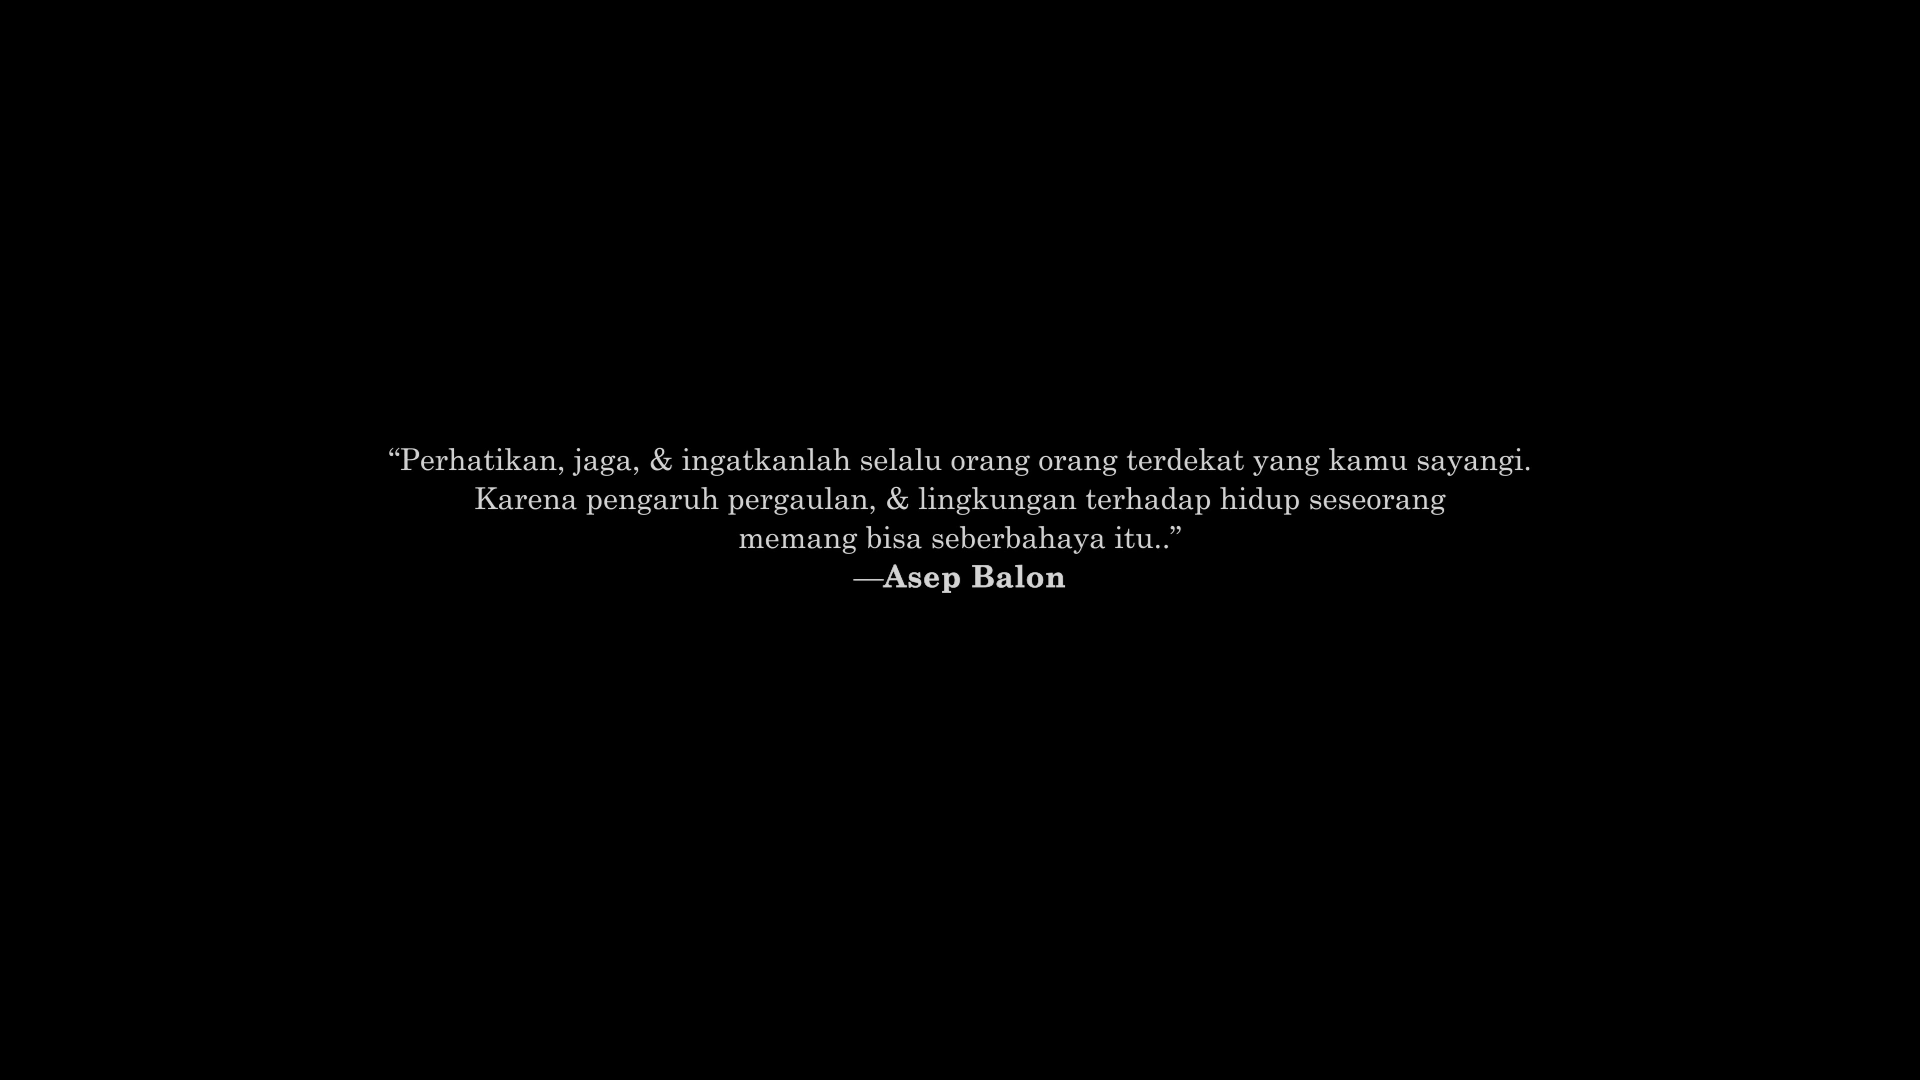 “Perhatikan, jaga, & ingatkanlah selalu orang orang terdekat yang kamu sayangi.
Karena pengaruh pergaulan, & lingkungan terhadap hidup seseorang
memang bisa seberbahaya itu..”
—Asep Balon